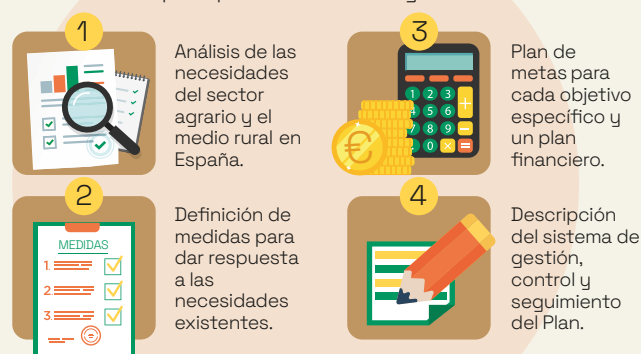 1
Análisis de las
necesidades
del sector
agrario y el
medio rural en
España.
2
MEDIDAS
1.
2.
3.
Definición de
medidas para
dar respuesta
a las
necesidades
existentes.
3
1 2 3 +
4 5 6
7 8 9 -
0 x =
€
Plan de
metas para
cada objetivo
específico y
un plan
financiero.
4
Descripción
del sistema de
gestión,
control y
seguimiento
del Plan.